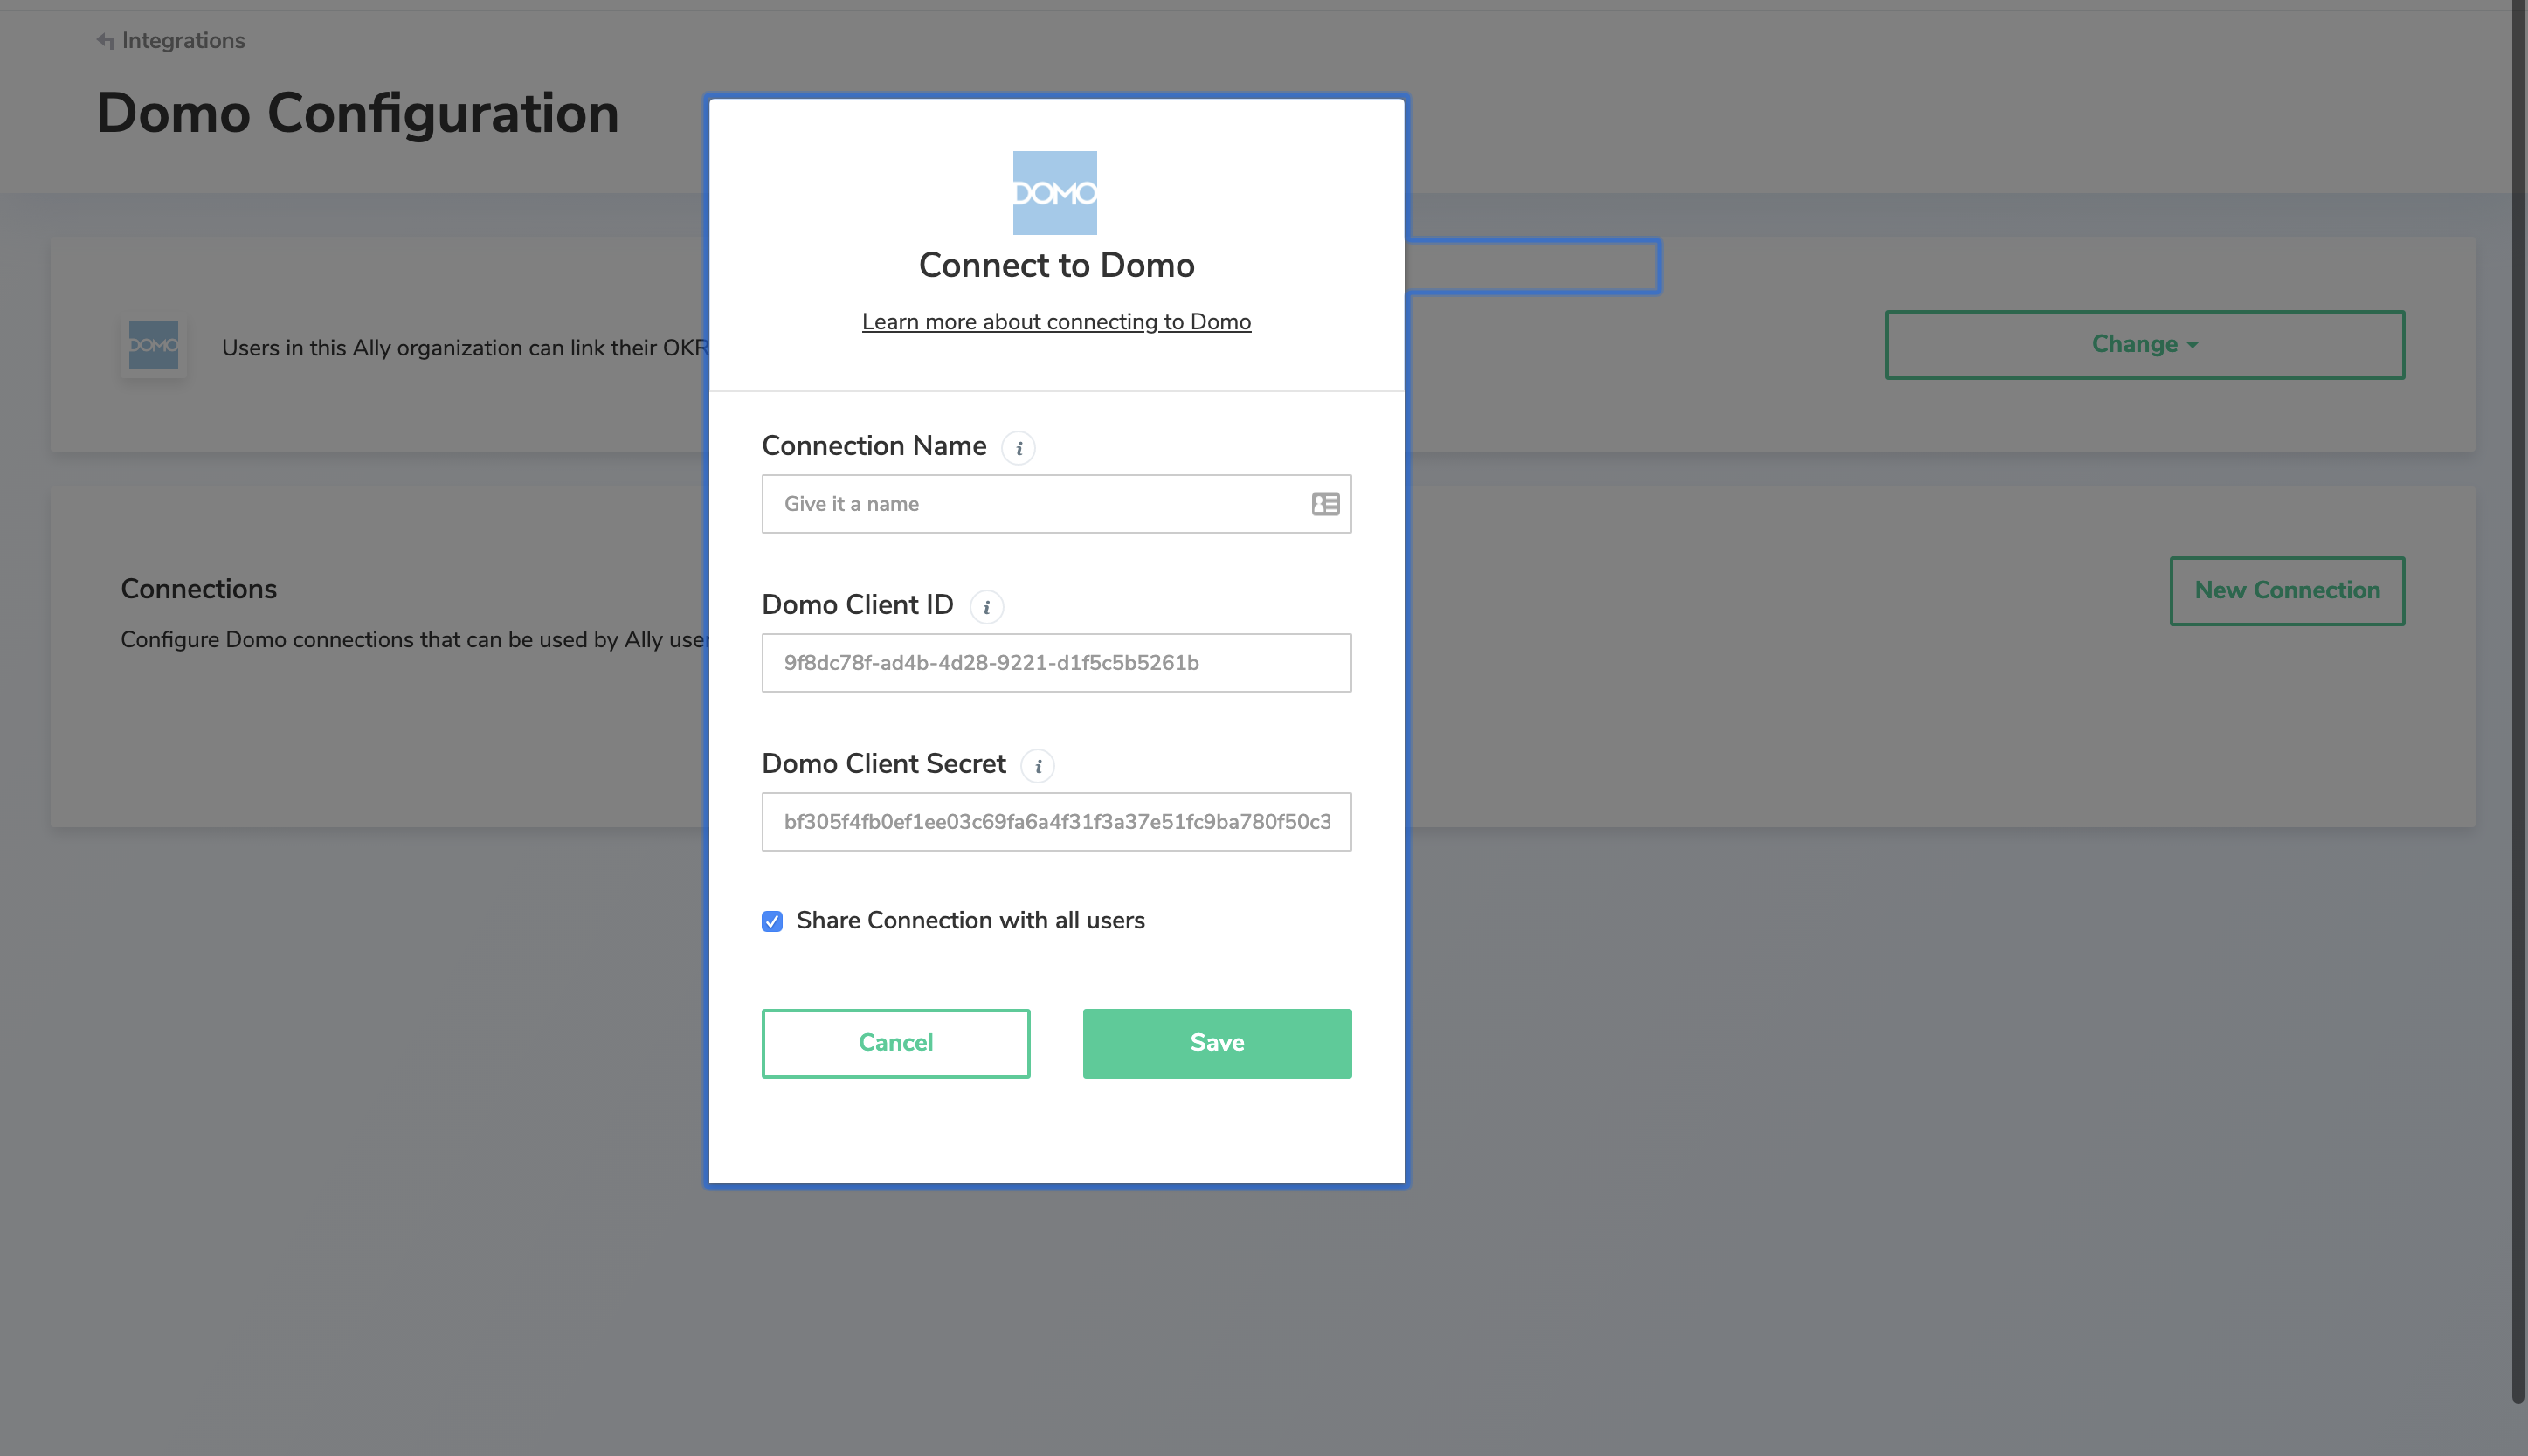 Integrations
Domo Configuration
DOMO
Connect to Domo
Learn more about connecting to Domo
DOMO
Users in this Ally organization can link their OKR
Change
Connection Name i
Give it a name
Connections
Configure Domo connections that can be used by Ally user
New Connection
Domo Client ID i
9f8dc78f-ad4b-4d28-9221-d1f5c5b5261b
Domo Client Secret i
bf305f4fb0ef1ee03c69fa6a4f31f3a37e51fc9ba780f50c3
Share Connection with all users
Cancel
Save